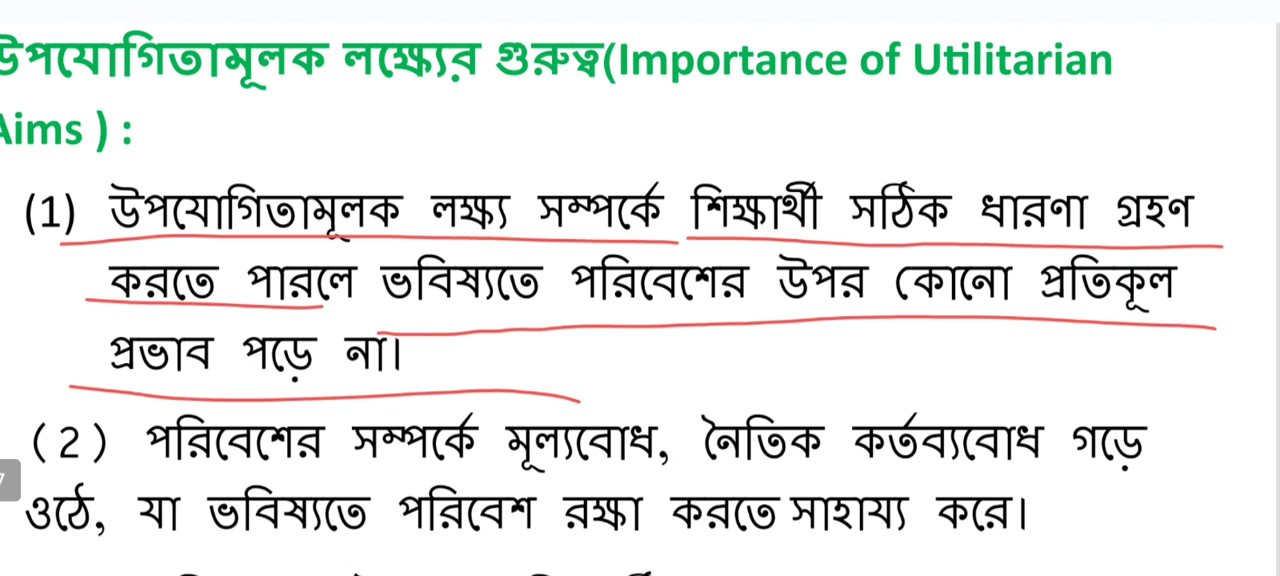 উপযোগিতামূলক লক্ষ্যের গুরুত্ব(Importance of Utilitarian
Aims ) :
(1) উপযোগিতামূলক লক্ষ্য সম্পর্কে শিক্ষার্থী সঠিক ধারণা গ্রহণ
করতে পারলে ভবিষ্যতে পরিবেশের উপর কোনো প্রতিকূল
প্রভাব পড়ে না।
(2) পরিবেশের সম্পর্কে মূল্যবোধ, নৈতিক কর্তব্যবোধ গড়ে
ওঠে, যা ভবিষ্যতে পরিবেশ রক্ষা করতে সাহায্য করে।